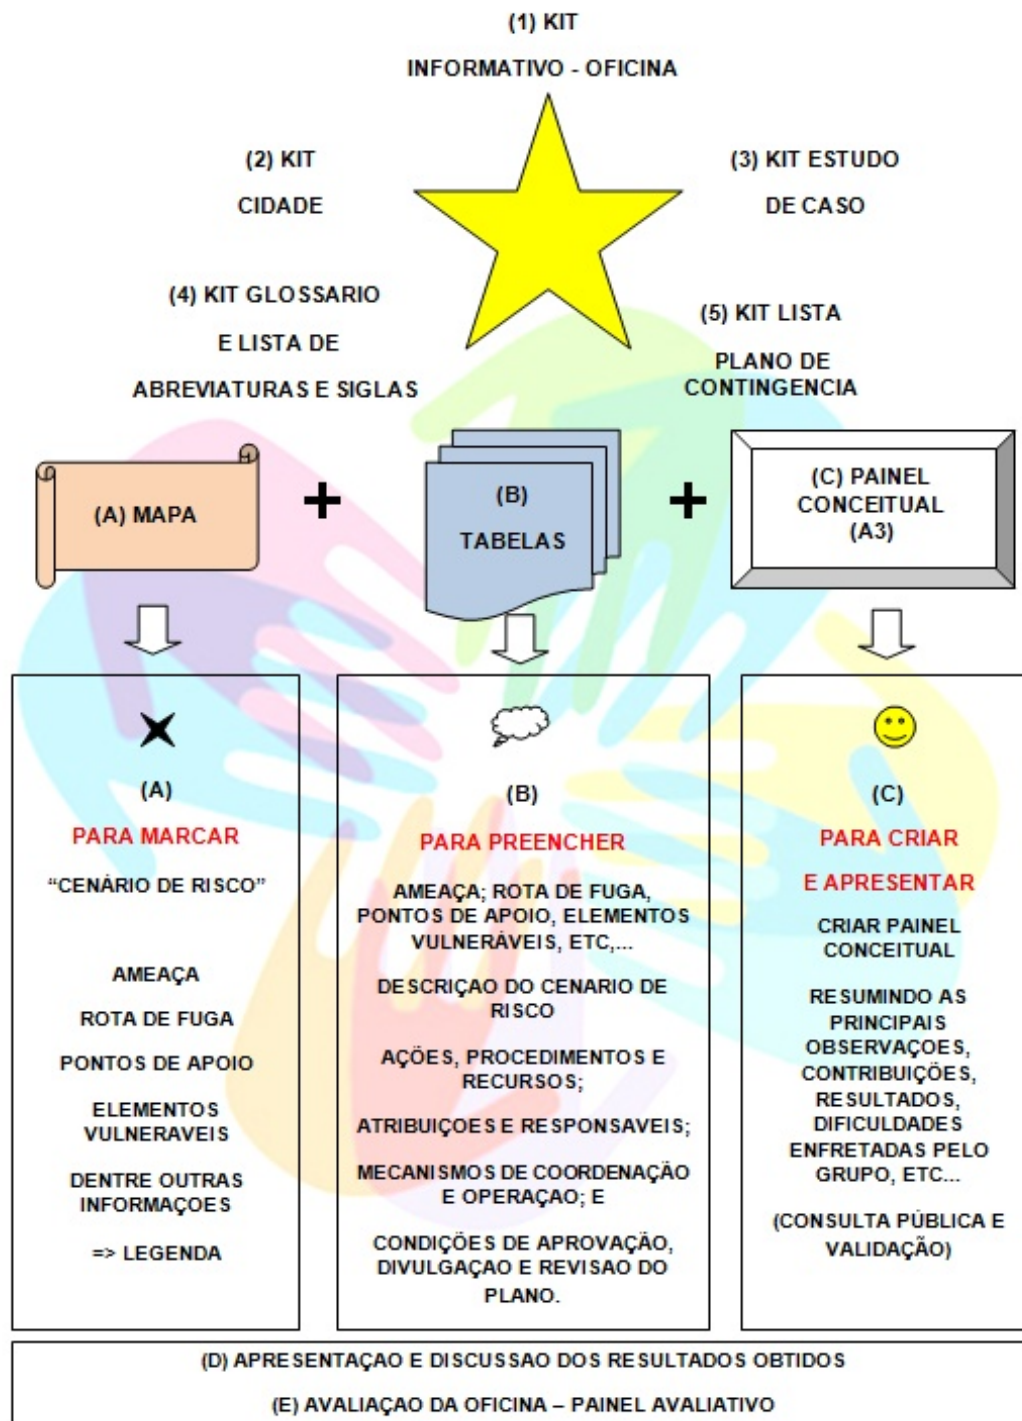 (1) KIT
INFORMATIVO - OFICINA
(2) KIT
CIDADE
(3) KIT ESTUDO
DE CASO
(4) KIT GLOSSARIO
E LISTA DE
ABREVIATURAS E SIGLAS
(5) KIT LISTA
PLANO DE
CONTINGENCIA
(A) MAPA
+
(B)
TABELAS
+
(C) PAINEL
CONCEITUAL
(A3)
(A)
PARA MARCAR
“CENÁRIO DE RISCO”
AMEAÇA
ROTA DE FUGA
PONTOS DE APOIO
ELEMENTOS
VULNERAVEIS
DENTRE OUTRAS
INFORMAÇOES
=> LEGENDA
(B)
PARA PREENCHER
AMEAÇA; ROTA DE FUGA,
PONTOS DE APOIO, ELEMENTOS
VULNERÁVEIS, ETC,...
DESCRIÇAO DO CENARIO DE
RISCO
AÇÕES, PROCEDIMENTOS E
RECURSOS;
ATRIBUIÇOES E RESPONSAVEIS;
MECANISMOS DE COORDENAÇÃO
E OPERAÇAO; E
CONDIÇÕES DE APROVAÇÃO,
DIVULGAÇAO E REVISAO DO
PLANO.
(C)
PARA CRIAR
E APRESENTAR
CRIAR PAINEL
CONCEITUAL
RESUMINDO AS
PRINCIPAIS
OBSERVAÇOES,
CONTRIBUIÇÕES,
RESULTADOS,
DIFICULDADES
ENFRETADAS PELO
GRUPO, ETC...
(CONSULTA PÚBLICA E
VALIDAÇÃO)
(D) APRESENTAÇAO E DISCUSSAO DOS RESULTADOS OBTIDOS
(E) AVALIAÇAO DA OFICINA – PAINEL AVALIATIVO